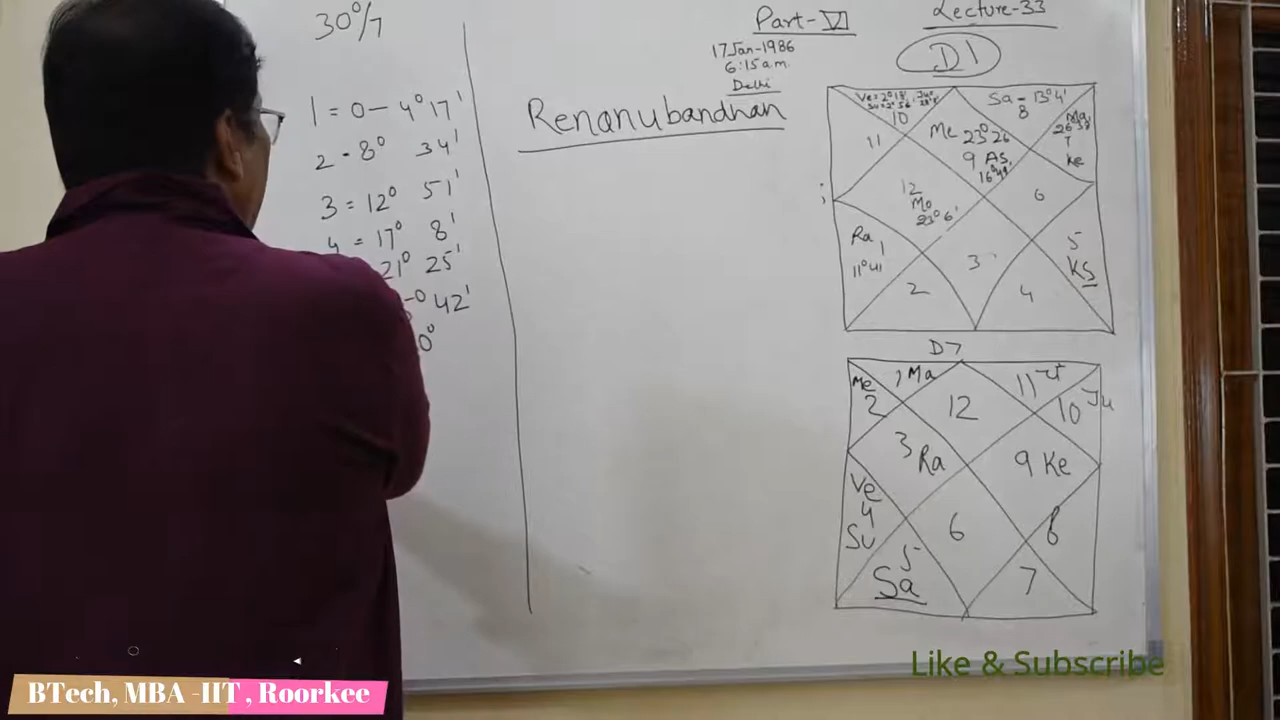 30°/7
1 = 0 — 4° 17'
2 - 8° 34'
3 = 12° 51'
4 = 17° 8'
21° 25'
42'
0°
Renanubandhan
Part-VI
Lecture-33
17 Jan-1986
6:15 a.m.
Delhi
D1
10
Sa - 13° 4'
8
11
Me 23° 26
9 As
Ke
12
Mo
23° 6'
6
Ra 1
11° 41
5
KS
3
2
4
D7
Me
2
1 Ma
12
11
10 Ju
3 Ra
9 Ke
Ve
4
Su
6
8
5
Sa
7
Like & Subscribe
BTech, MBA -IIT , Roorkee